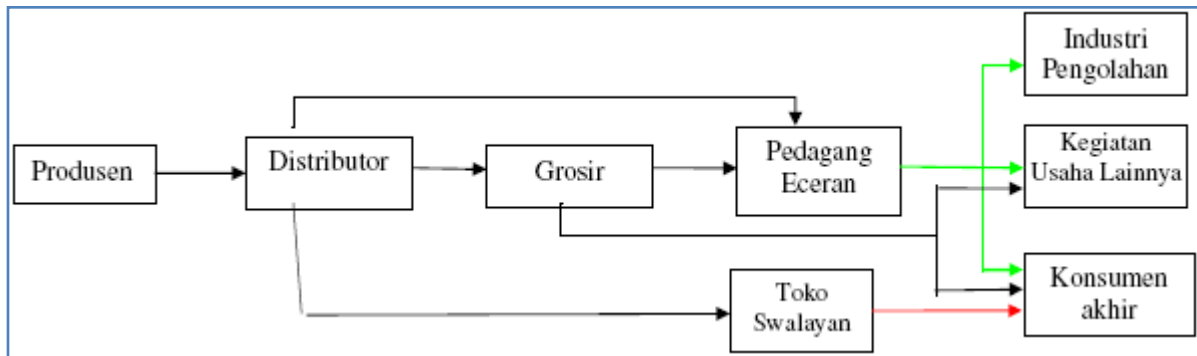 Produsen
Distributor
Grosir
Pedagang
Eceran
Toko
Swalayan
Industri
Pengolahan
Kegiatan
Usaha Lainnya
Konsumen
akhir